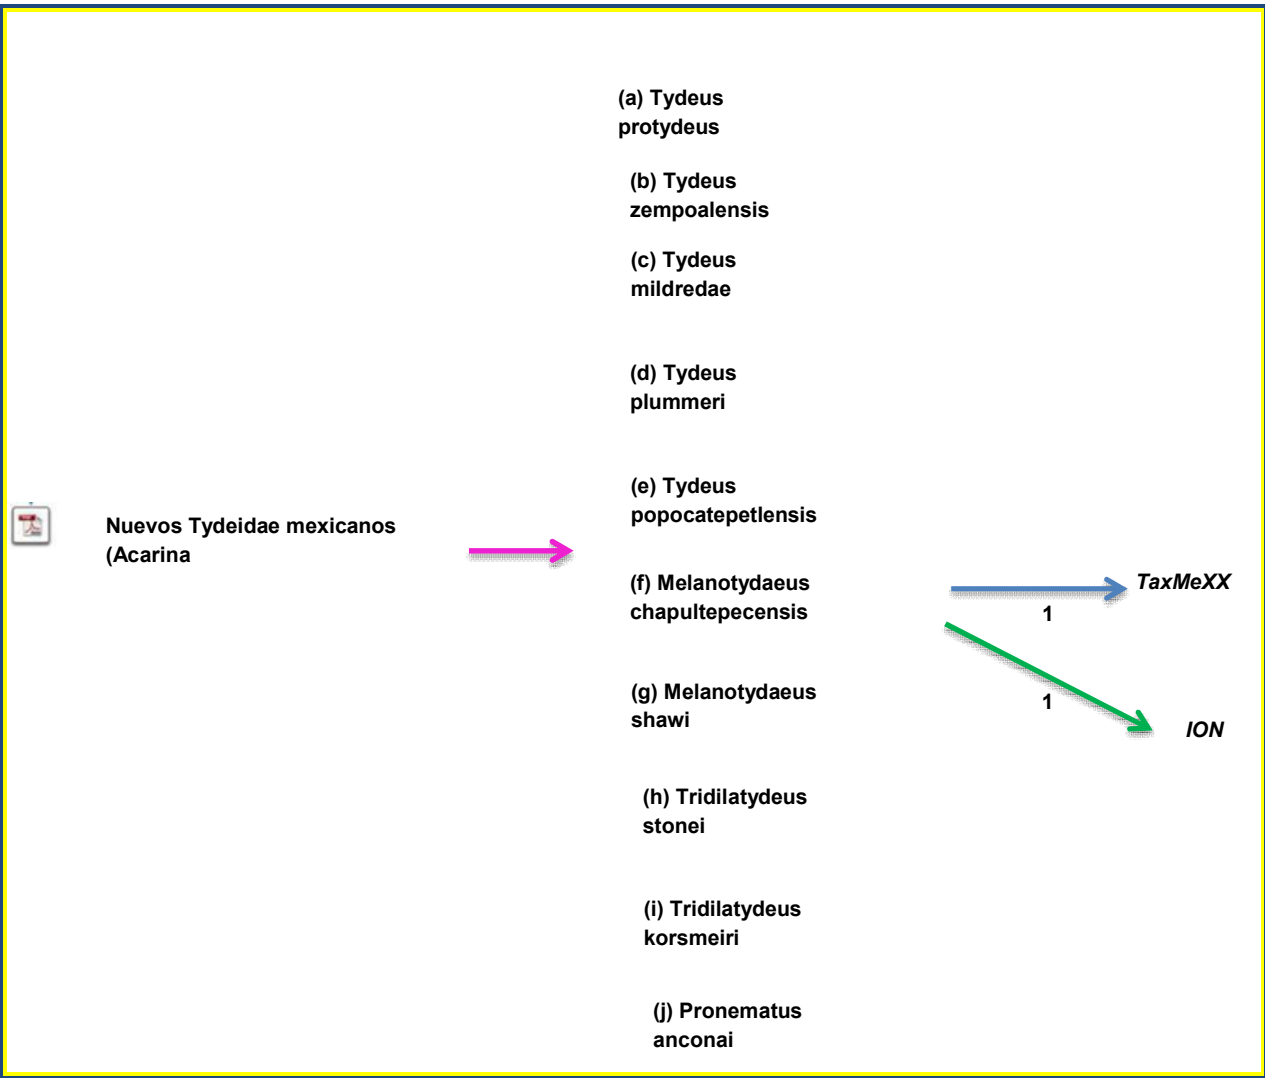 (a) Tydeus
protydeus
(b) Tydeus
zempoalensis
(c) Tydeus
mildredae
(d) Tydeus
plummeri
(e) Tydeus
popocatepetlensis
Nuevos Tydeidae mexicanos
(Acarina
(f) Melanotydaeus
chapultepecensis
TaxMeXX
1
(g) Melanotydaeus
shawi
1
ION
(h) Tridilatydeus
stonei
(i) Tridilatydeus
korsmeiri
(j) Pronematus
anconai